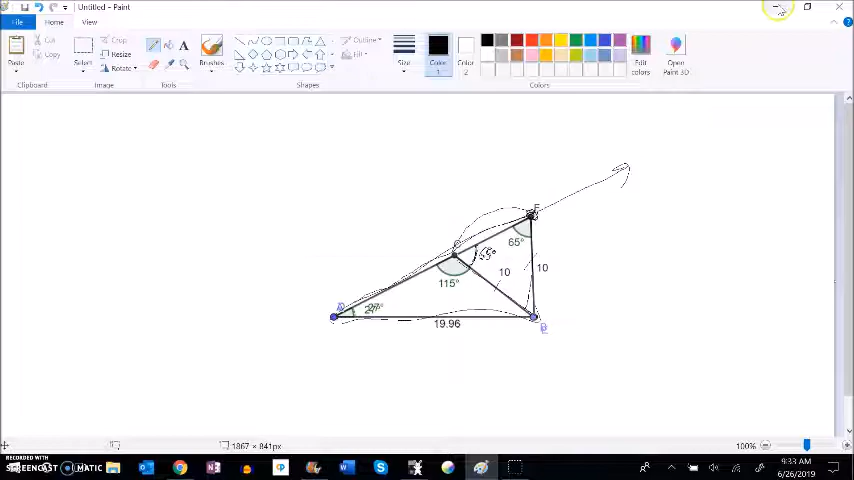 Untitled - Paint
File
Home
View
Paste
Cut
Copy
Clipboard
Select
Crop
Resize
Rotate
Image
Tools
Brushes
Shapes
Outline
Fill
Size
Color 1
Color 2
Colors
Edit colors
Open Paint 3D
65°
115°
10
10
19.96
1867 × 841px
100%
RECORDED WITH
SCREENCAST MATIC
9:33 AM
6/26/2019